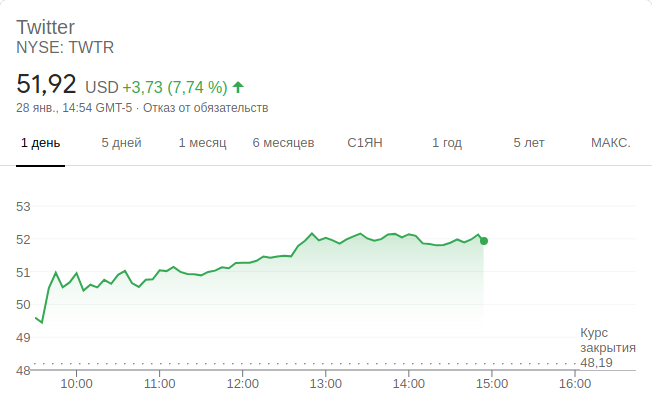 Twitter
NYSE: TWTR
51,92 USD +3,73 (7,74 %)
28 янв., 14:54 GMT-5 · Отказ от обязательств
1 день 5 дней 1 месяц 6 месяцев С1ЯН 1 год 5 лет МАКС.
53
52
51
50
49
48
Курс
закрытия
48,19
10:00 11:00 12:00 13:00 14:00 15:00 16:00